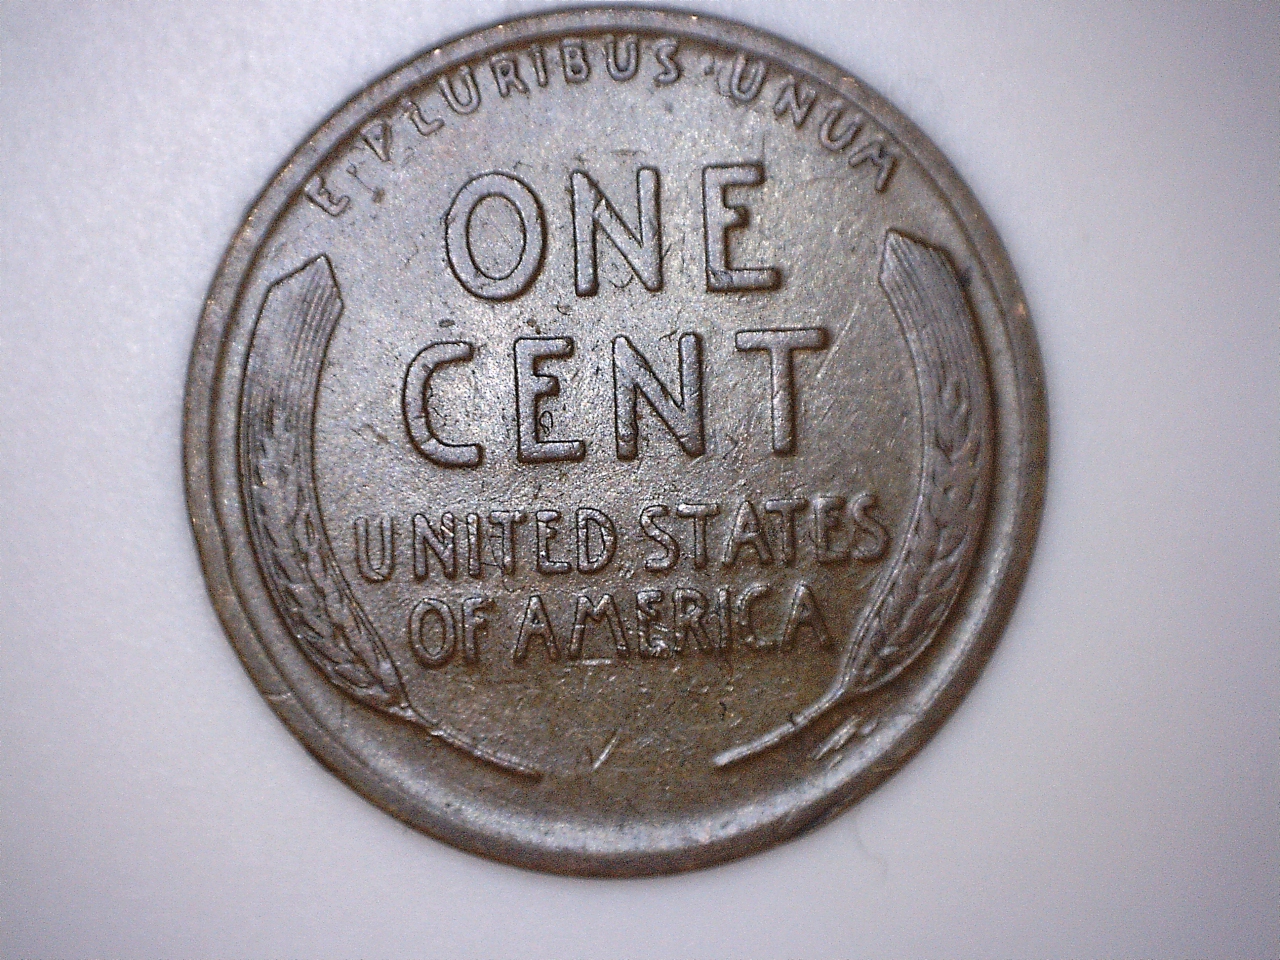 E·PLURIBUS·UNUM
ONE
CENT
UNITED STATES
OF AMERICA